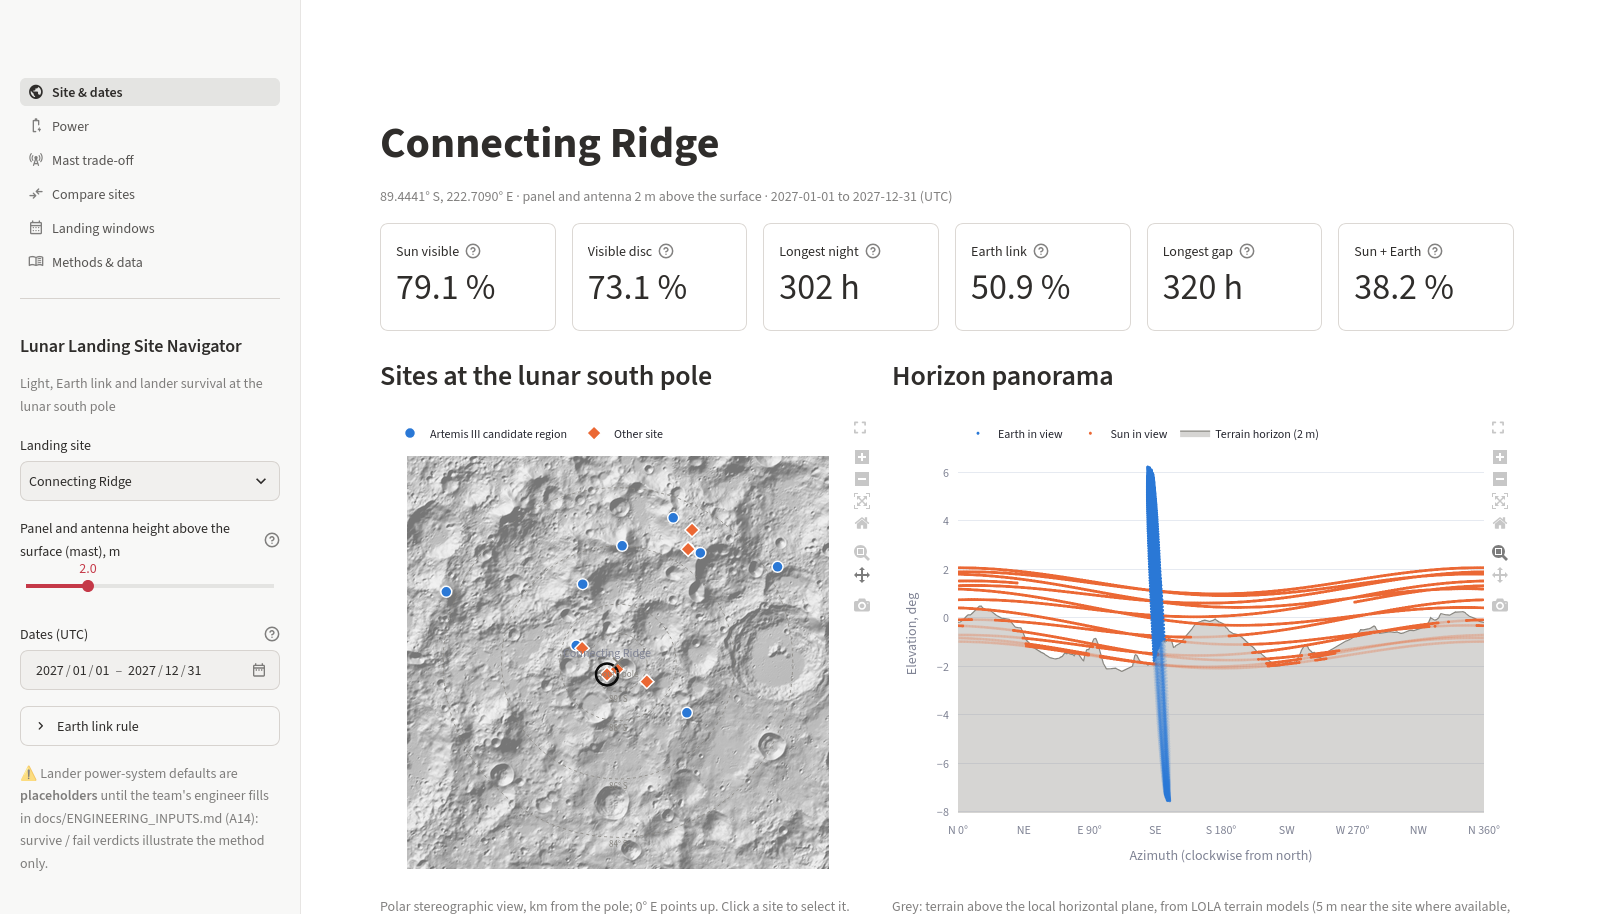 Site & dates
Power
Mast trade-off
Compare sites
Landing windows
Methods & data
Lunar Landing Site Navigator
Light, Earth link and lander survival at the
lunar south pole
Landing site
Connecting Ridge
Panel and antenna height above the
surface (mast), m
2.0
Dates (UTC)
2027 / 01 / 01 – 2027 / 12 / 31
Earth link rule
⚠️ Lander power-system defaults are
placeholders until the team's engineer fills
in docs/ENGINEERING_INPUTS.md (A14):
survive / fail verdicts illustrate the method
only.
Connecting Ridge
89.4441° S, 222.7090° E · panel and antenna 2 m above the surface · 2027-01-01 to 2027-12-31 (UTC)
Sun visible
79.1 %
Visible disc
73.1 %
Longest night
302 h
Earth link
50.9 %
Longest gap
320 h
Sun + Earth
38.2 %
Sites at the lunar south pole
Artemis III candidate region
Other site
Connecting Ridge
Polar stereographic view, km from the pole; 0° E points up. Click a site to select it.
Horizon panorama
Earth in view
Sun in view
Terrain horizon (2 m)
Elevation, deg
6
4
2
0
−2
−4
−6
−8
N 0°
NE
E 90°
SE
S 180°
SW
W 270°
NW
N 360°
Azimuth (clockwise from north)
Grey: terrain above the local horizontal plane, from LOLA terrain models (5 m near the site where available,